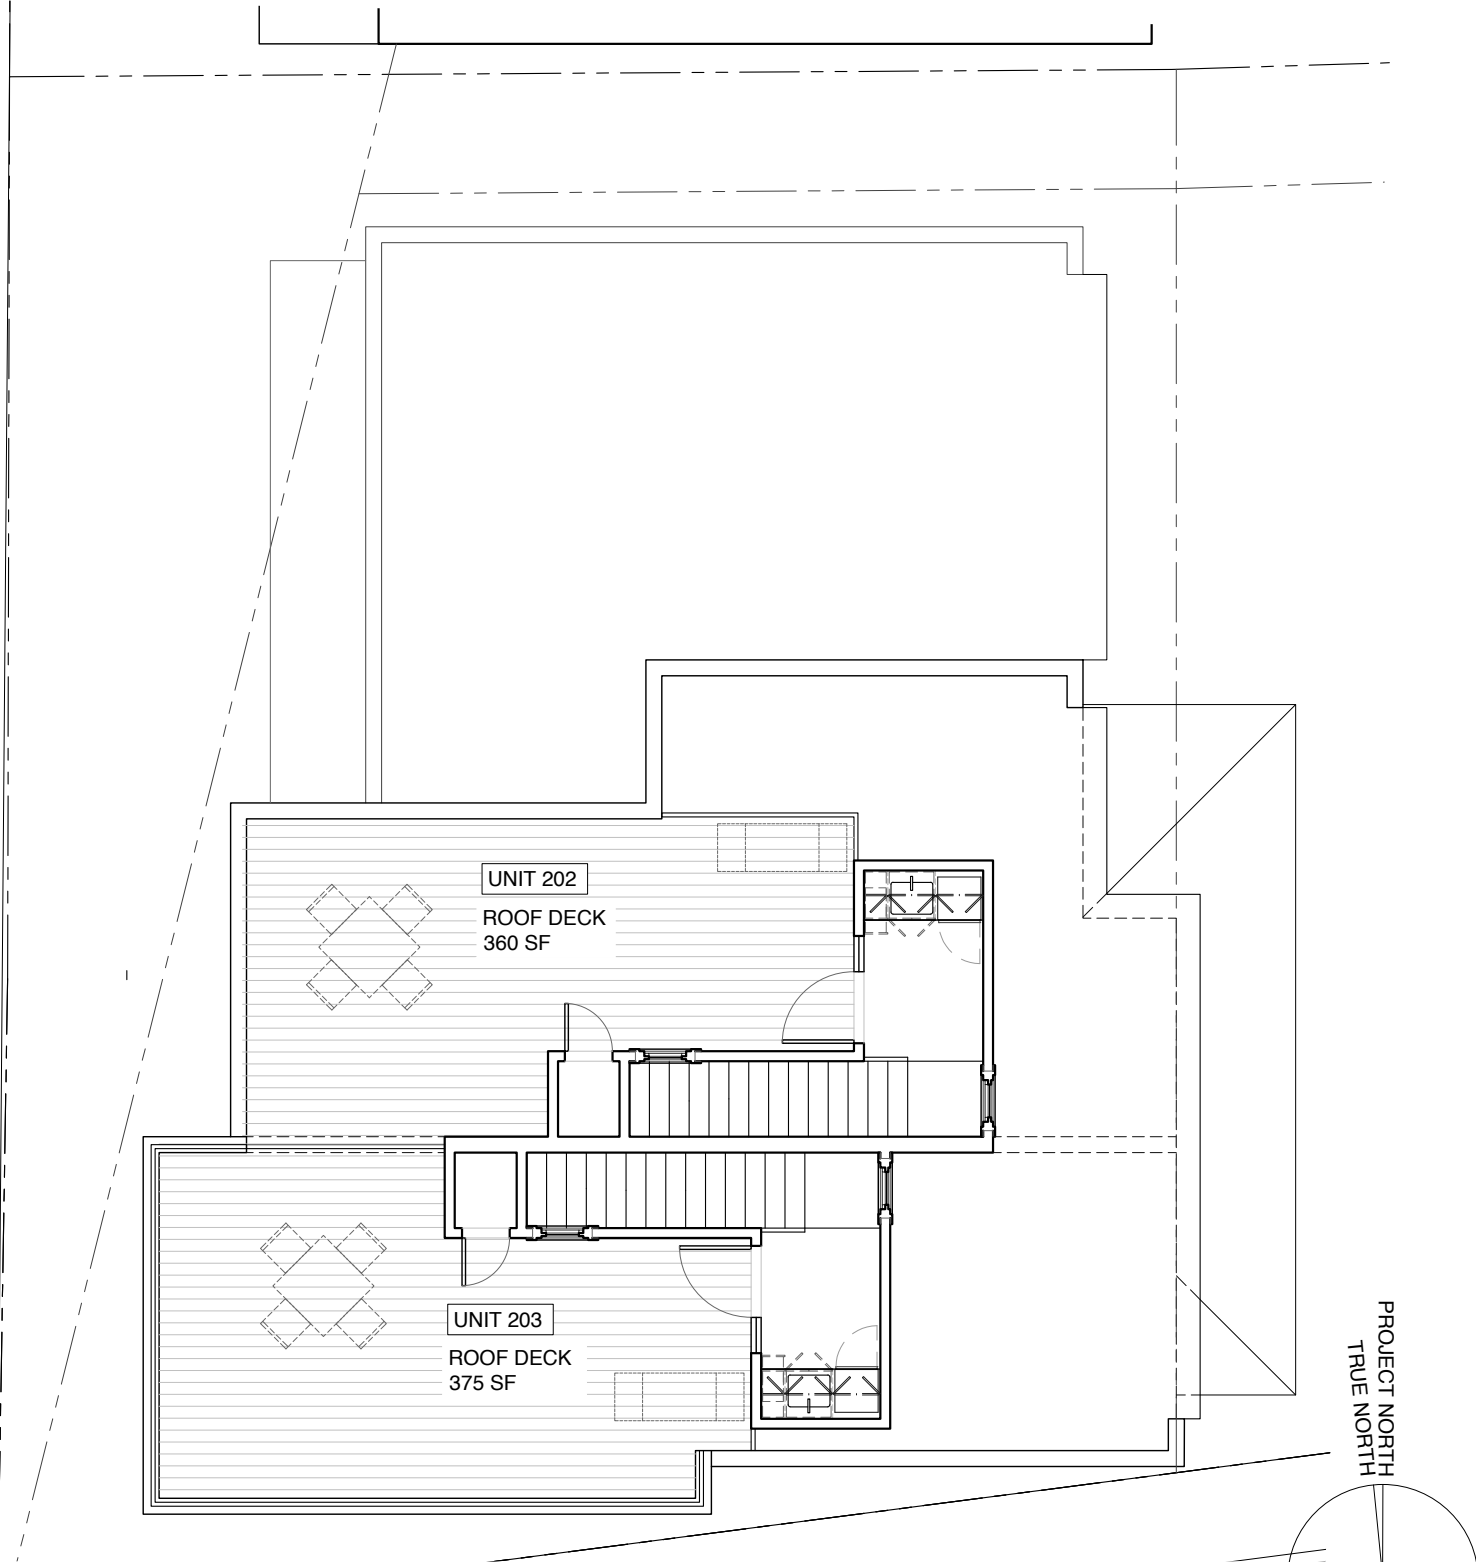 UNIT 202
ROOF DECK
360 SF
UNIT 203
ROOF DECK
375 SF
PROJECT NORTH
TRUE NORTH